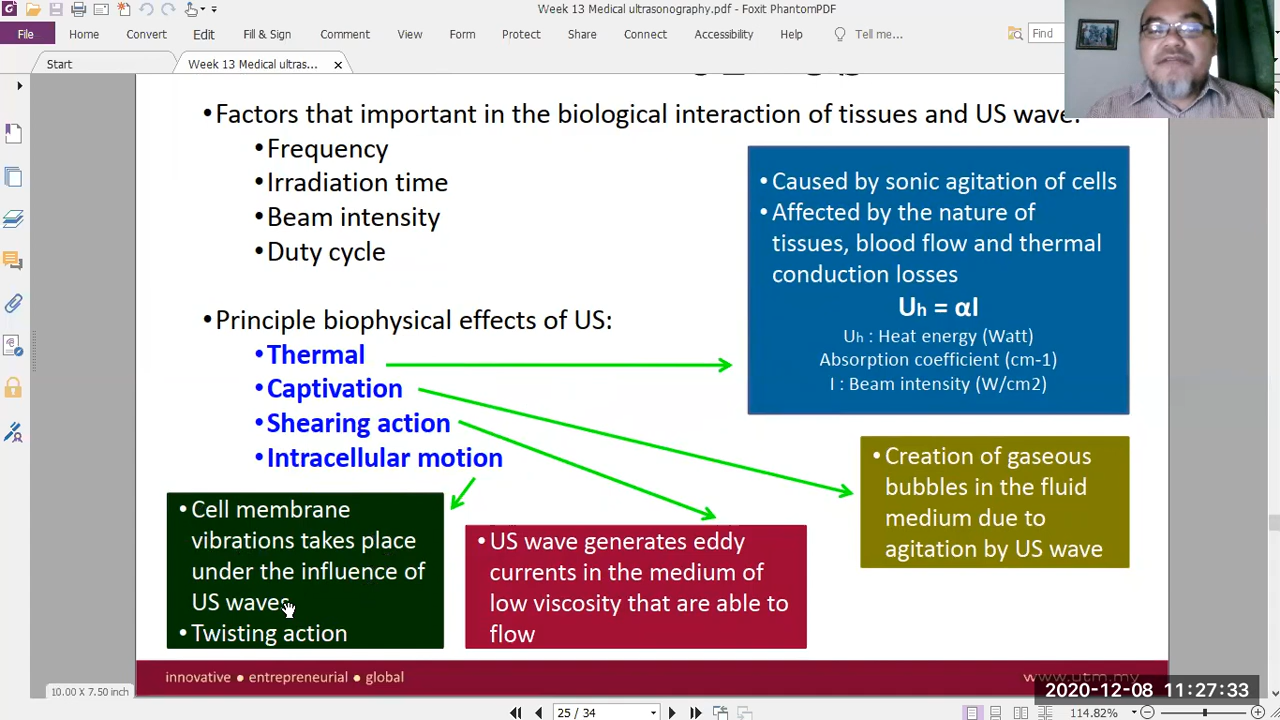 Week 13 Medical ultrasonography.pdf - Foxit PhantomPDF
File Home Convert Edit Fill & Sign Comment View Form Protect Share Connect Accessibility Help Tell me... Find
Start Week 13 Medical ultras...
•Factors that important in the biological interaction of tissues and US wave:
•Frequency
•Irradiation time
•Beam intensity
•Duty cycle
•Principle biophysical effects of US:
•Thermal
•Captivation
•Shearing action
•Intracellular motion
• Caused by sonic agitation of cells
• Affected by the nature of
tissues, blood flow and thermal
conduction losses
Uh = αI
Uh : Heat energy (Watt)
Absorption coefficient (cm-1)
I : Beam intensity (W/cm2)
• Creation of gaseous
bubbles in the fluid
medium due to
agitation by US wave
• Cell membrane
vibrations takes place
under the influence of
US waves
• Twisting action
• US wave generates eddy
currents in the medium of
low viscosity that are able to
flow
innovative ● entrepreneurial ● global
www.utm.my
2020-12-08 11:27:33
10.00 x 7.50 inch
25 / 34
114.82%